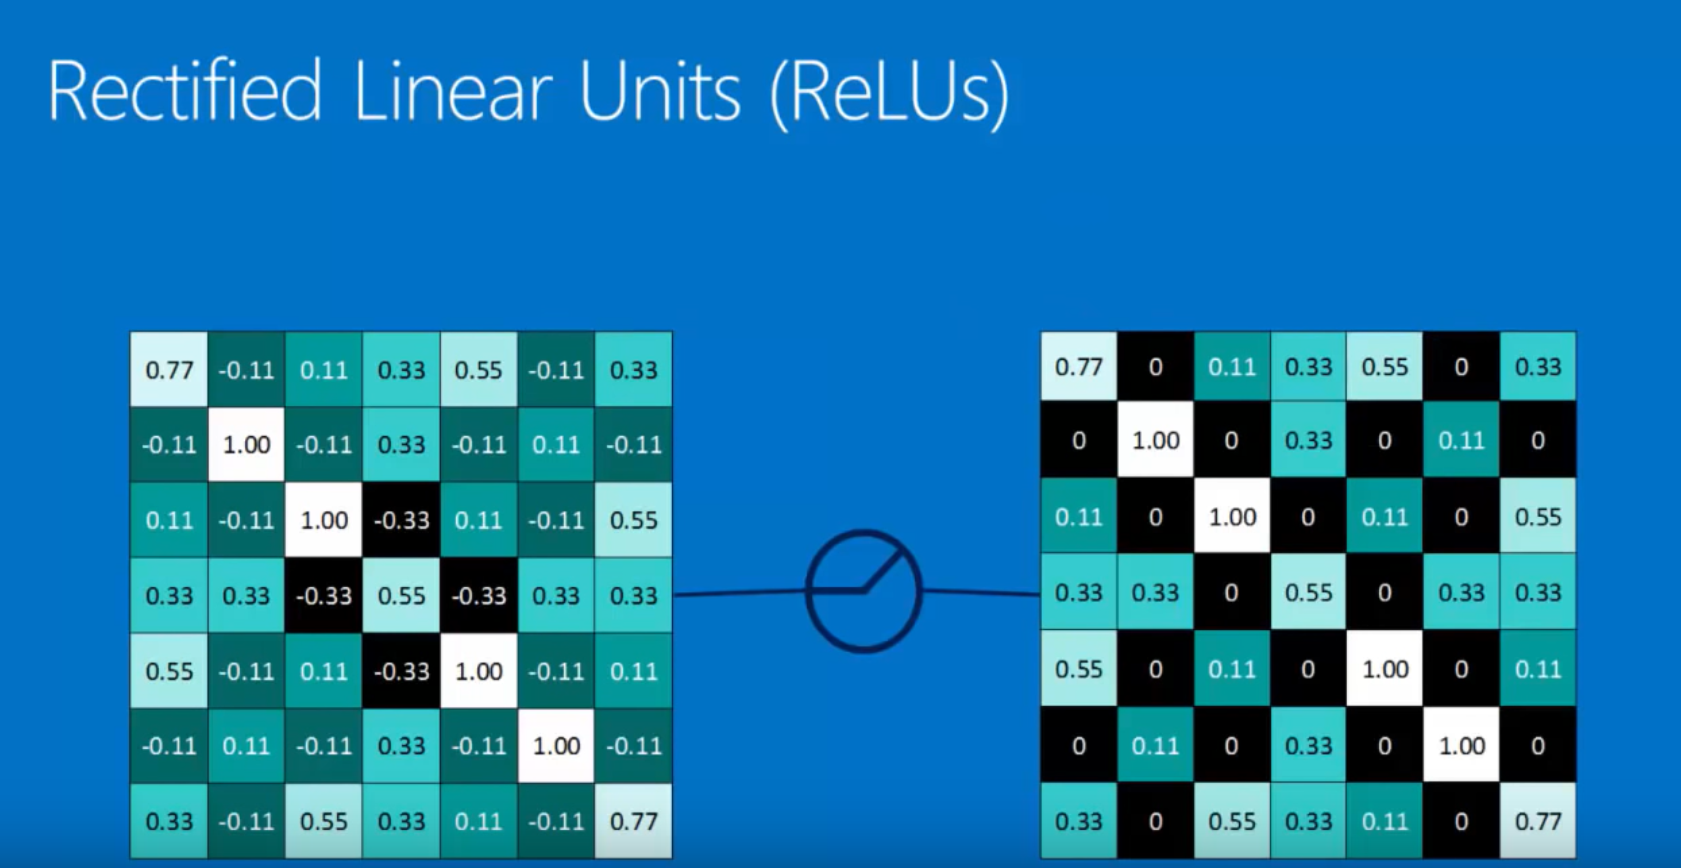 Rectified Linear Units (ReLUs)
0.77 -0.11 0.11 0.33 0.55 -0.11 0.33
-0.11 1.00 -0.11 0.33 -0.11 0.11 -0.11
0.11 -0.11 1.00 -0.33 0.11 -0.11 0.55
0.33 0.33 -0.33 0.55 -0.33 0.33 0.33
0.55 -0.11 0.11 -0.33 1.00 -0.11 0.11
-0.11 0.11 -0.11 0.33 -0.11 1.00 -0.11
0.33 -0.11 0.55 0.33 0.11 -0.11 0.77
0.77 0 0.11 0.33 0.55 0 0.33
0 1.00 0 0.33 0 0.11 0
0.11 0 1.00 0 0.11 0 0.55
0.33 0.33 0 0.55 0 0.33 0.33
0.55 0 0.11 0 1.00 0 0.11
0 0.11 0 0.33 0 1.00 0
0.33 0 0.55 0.33 0.11 0 0.77